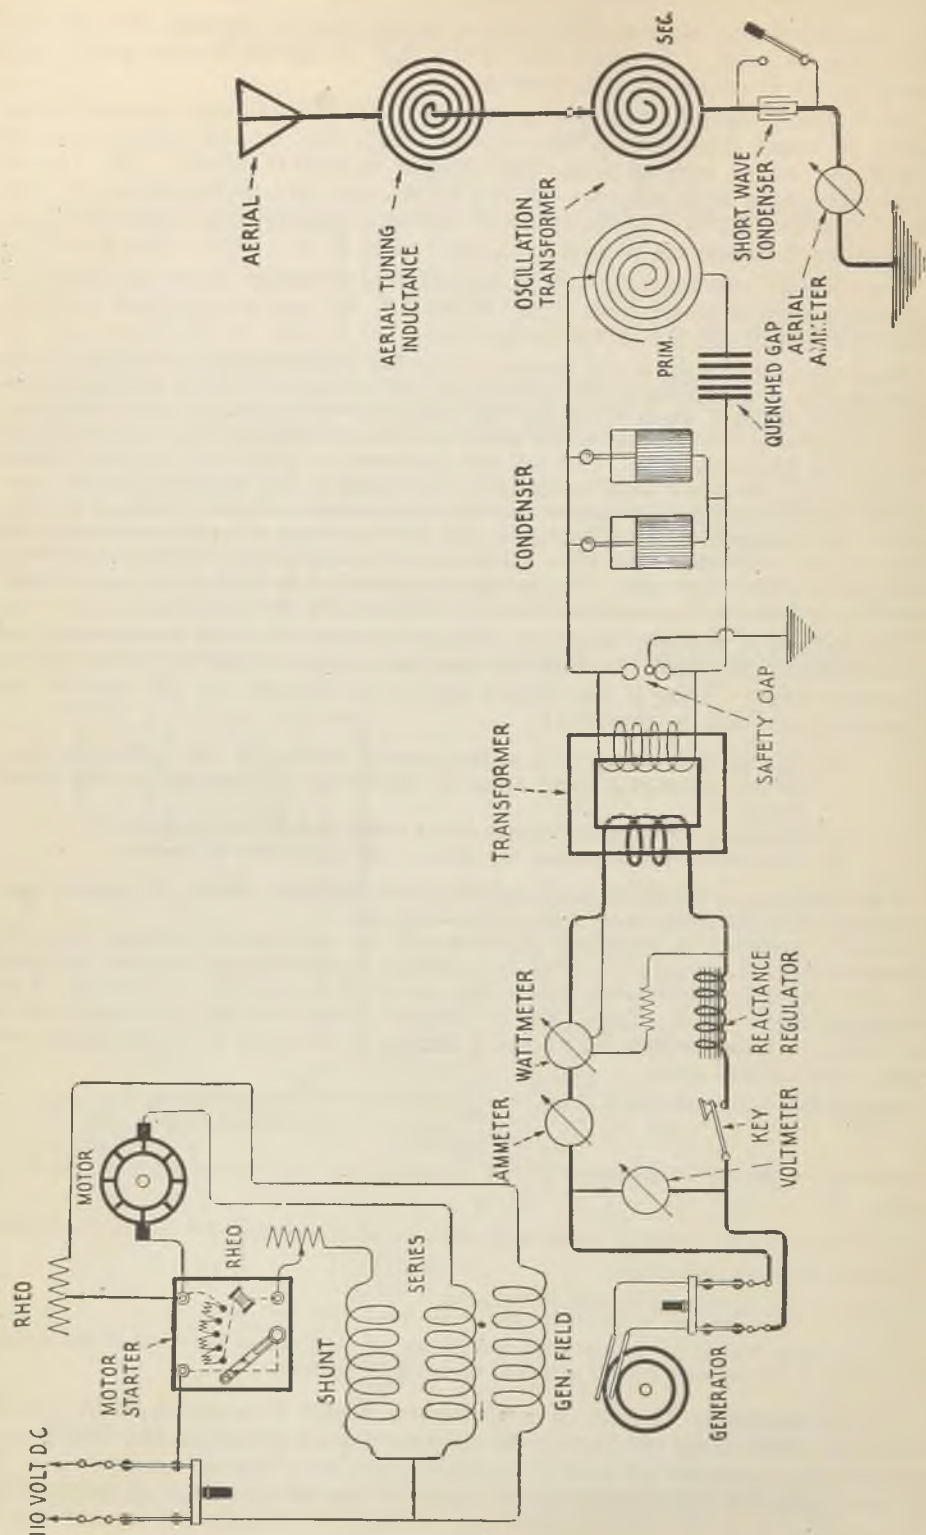 110 VOLT D.C
RHEO
MOTOR
STARTER
MOTOR
RHEO
SHUNT
SERIES
GEN. FIELD
GENERATOR
AMMETER
WATTMETER
KEY
VOLTMETER
REACTANCE
REGULATOR
TRANSFORMER
SAFETY GAP
CONDENSER
QUENCHED GAP
PRIM.
OSCILLATION
TRANSFORMER
SEC.
AERIAL
AERIAL TUNING
INDUCTANCE
SHORT WAVE
CONDENSER
AERIAL
AMMETER